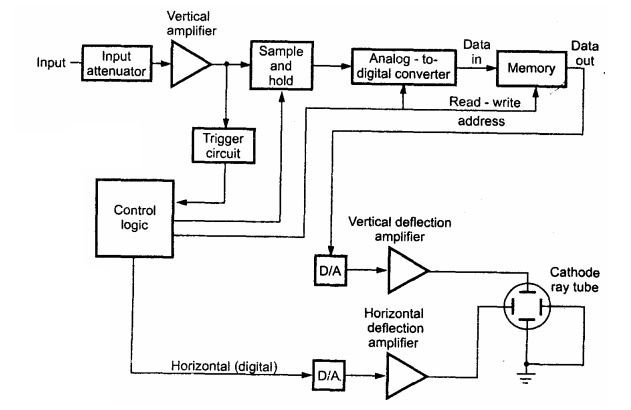 Vertical
amplifier
Input
Input
attenuator
Sample
and
hold
Analog - to-
digital converter
Data
in
Memory
Data
out
Read - write
address
Trigger
circuit
Control
logic
Vertical deflection
amplifier
D/A
Cathode
ray tube
Horizontal
deflection
amplifier
Horizontal (digital)
D/A